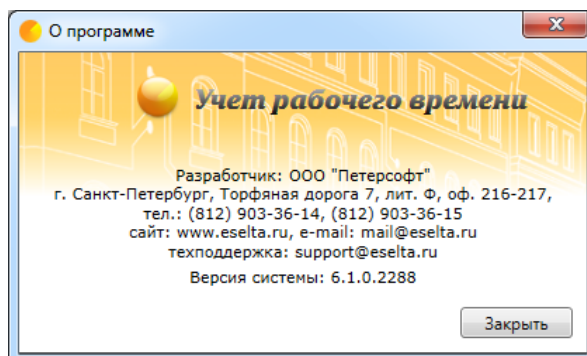 О программе
Учет рабочего времени
Разработчик: ООО "Петерсофт"
г. Санкт-Петербург, Торфяная дорога 7, лит. Ф, оф. 216-217,
тел.: (812) 903-36-14, (812) 903-36-15
сайт: www.eselta.ru, e-mail: mail@eselta.ru
техподдержка: support@eselta.ru
Версия системы: 6.1.0.2288
Закрыть